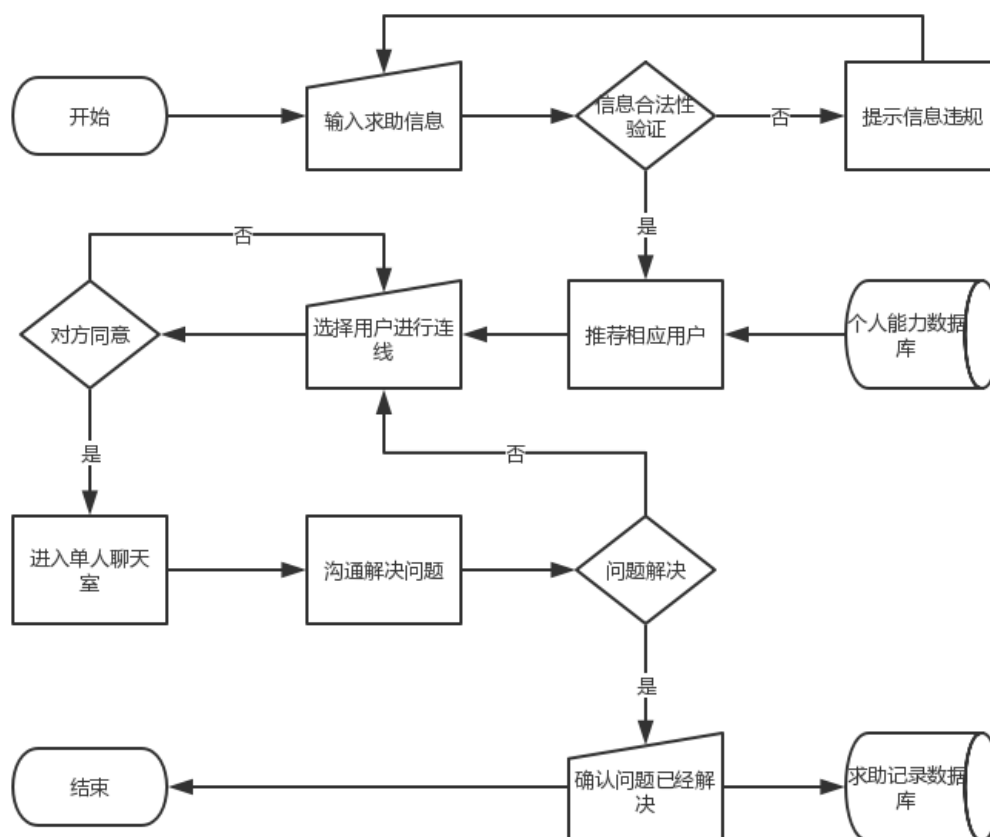 开始
输入求助信息
信息合法性
验证
否
提示信息违规
是
否
对方同意
选择用户进行连
线
推荐相应用户
个人能力数据
库
是
否
进入单人聊天
室
沟通解决问题
问题解决
是
结束
确认问题已经解
决
求助记录数据
库